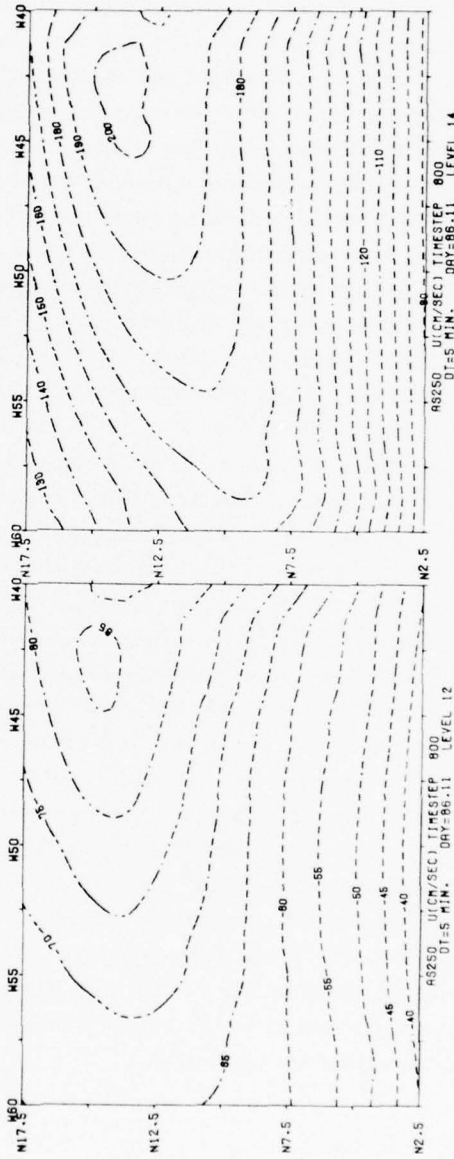 W60 W55 W50 W45 W40
N17.5
-70
-75
80
85
N12.5
-65
N7.5
-60
-55
-55
-50
-45
-45
-40
-40
N2.5
AS250 U(CM/SEC) TIMESTEP 800
DT=5 MIN. DAY=86.11 LEVEL 12
W60 W55 W50 W45 W40
N17.5
-130
-140
-150
-160
-180
-190
-200
N12.5
-180
N7.5
-120
-110
N2.5
AS250 U(CM/SEC) TIMESTEP 800
DT=5 MIN. DAY=86.11 LEVEL 14